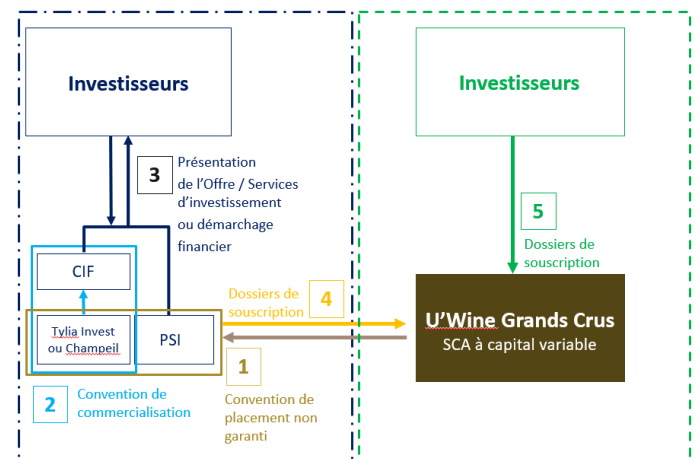 Investisseurs
3
Présentation
de l'Offre / Services
d'investissement
ou démarchage
financier
CIF
Tylia Invest
ou Champeil
PSI
2
Convention de
commercialisation
Dossiers de
souscription
4
1
Convention de
placement non
garanti
Investisseurs
5
Dossiers de
souscription
U'Wine Grands Crus
SCA à capital variable